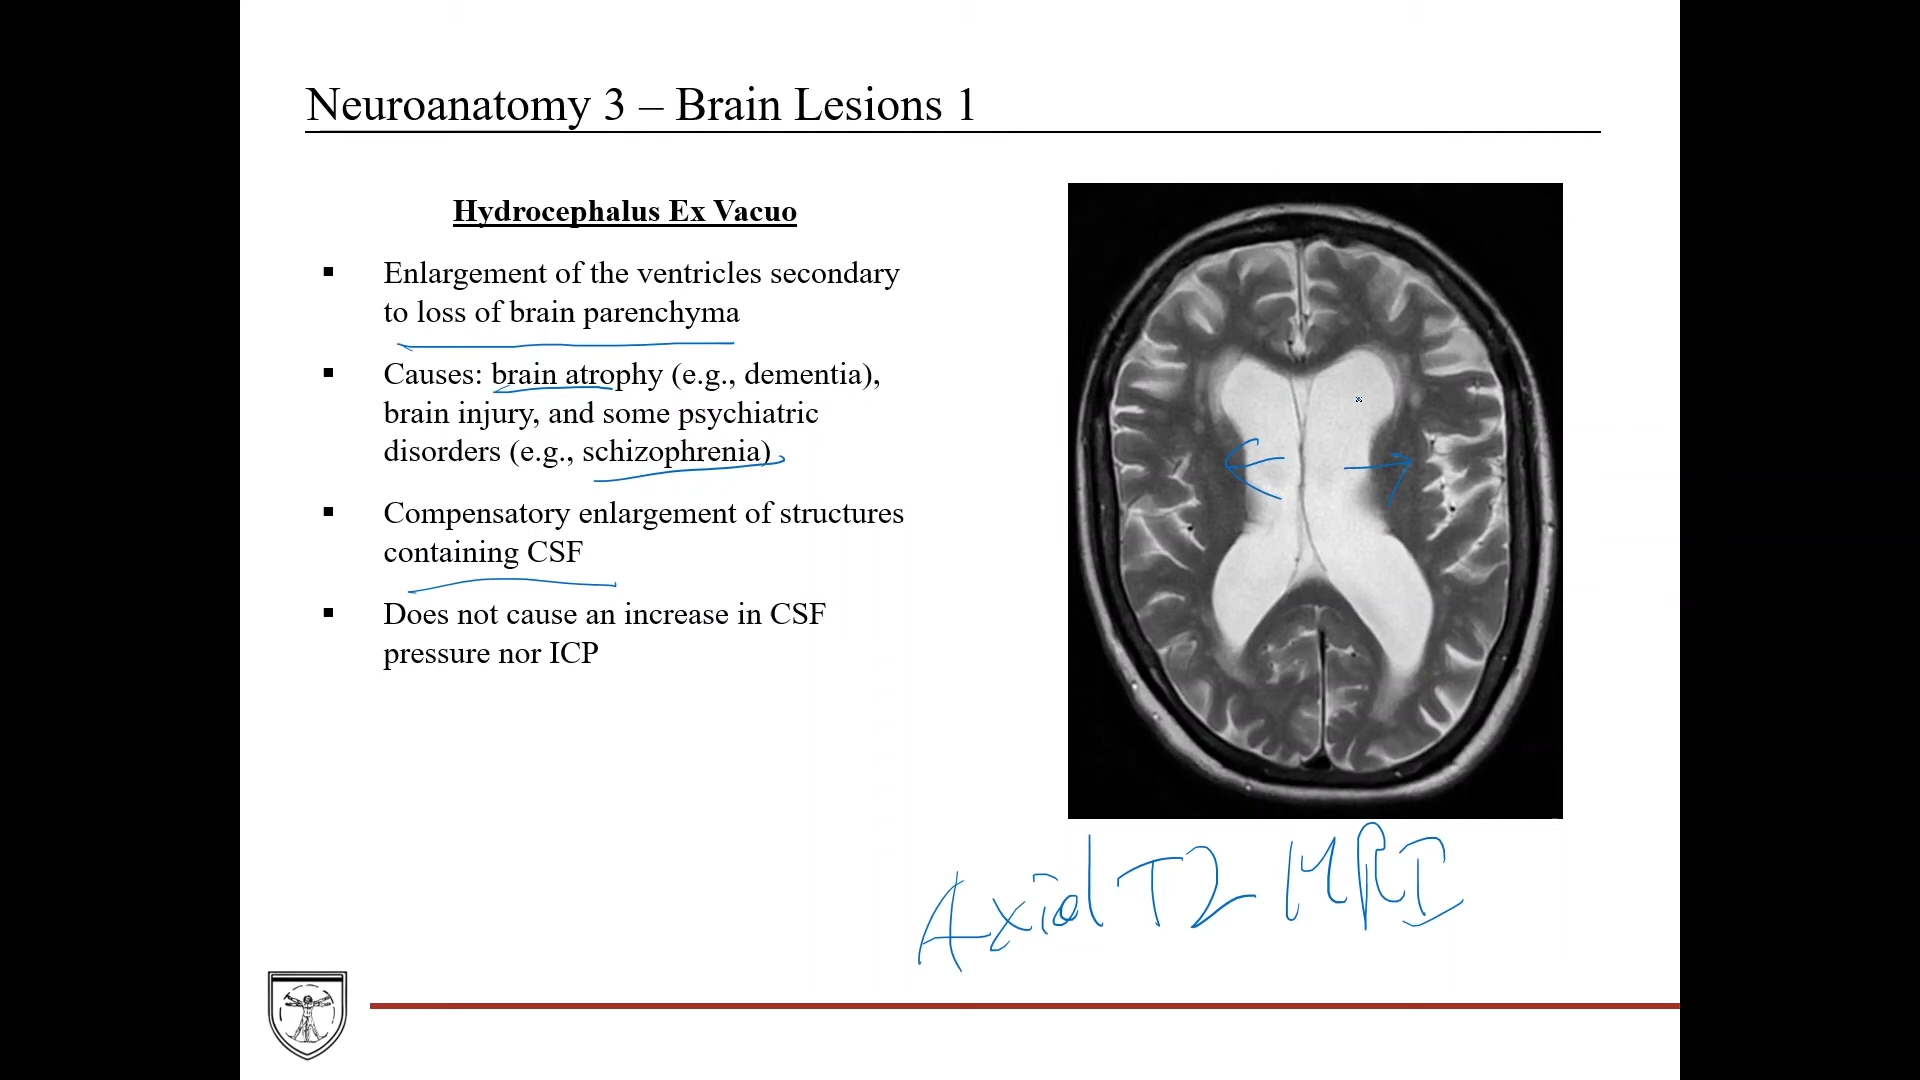 Neuroanatomy 3 – Brain Lesions 1
Hydrocephalus Ex Vacuo
▪ Enlargement of the ventricles secondary
to loss of brain parenchyma
▪ Causes: brain atrophy (e.g., dementia),
brain injury, and some psychiatric
disorders (e.g., schizophrenia)
▪ Compensatory enlargement of structures
containing CSF
▪ Does not cause an increase in CSF
pressure nor ICP
Axial T2 MRI